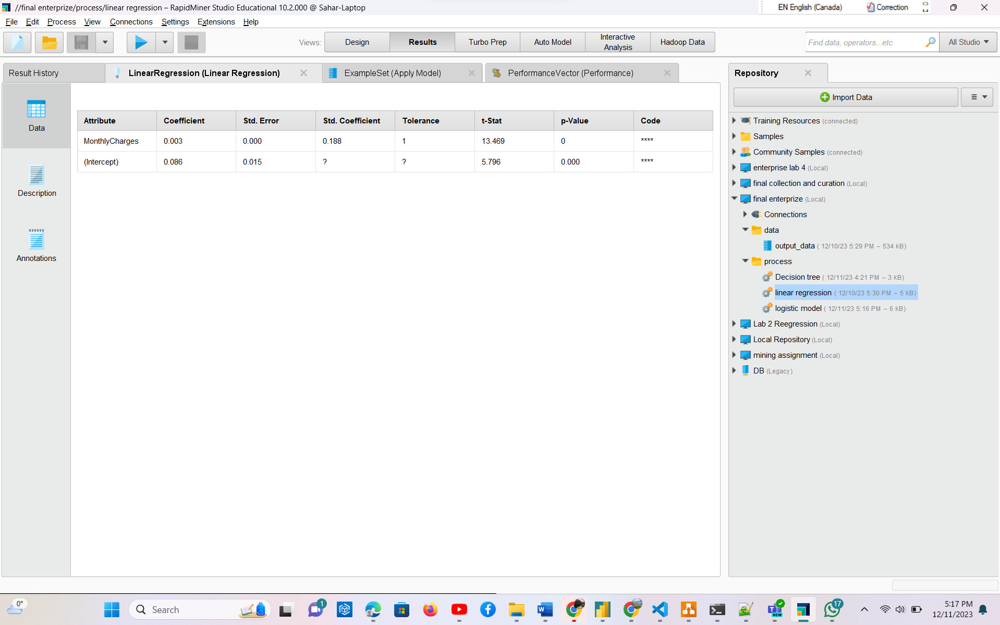 //final enterprize/process/linear regression – RapidMiner Studio Educational 10.2.000 @ Sahar-Laptop
EN English (Canada) Correction
File Edit Process View Connections Settings Extensions Help
Views: Design Results Turbo Prep Auto Model Interactive Analysis Hadoop Data
Find data, operators...etc All Studio
Result History LinearRegression (Linear Regression) ExampleSet (Apply Model) PerformanceVector (Performance)
Data
Description
Annotations
Attribute Coefficient Std. Error Std. Coefficient Tolerance t-Stat p-Value Code
MonthlyCharges 0.003 0.000 0.188 1 13.469 0 ****
(Intercept) 0.086 0.015 ? ? 5.796 0.000 ****
Repository
Import Data
Training Resources (connected)
Samples
Community Samples (connected)
enterprise lab 4 (Local)
final collection and curation (Local)
final enterprize (Local)
Connections
data
output_data ( 12/10/23 5:29 PM – 534 kB)
process
Decision tree ( 12/11/23 4:21 PM – 3 kB)
linear regression ( 12/10/23 5:30 PM – 5 kB)
logistic model ( 12/11/23 5:16 PM – 6 kB)
Lab 2 Reegression (Local)
Local Repository (Local)
mining assignment (Local)
DB (Legacy)
0°
Search
1
W
NEW
17
5:17 PM
12/11/2023